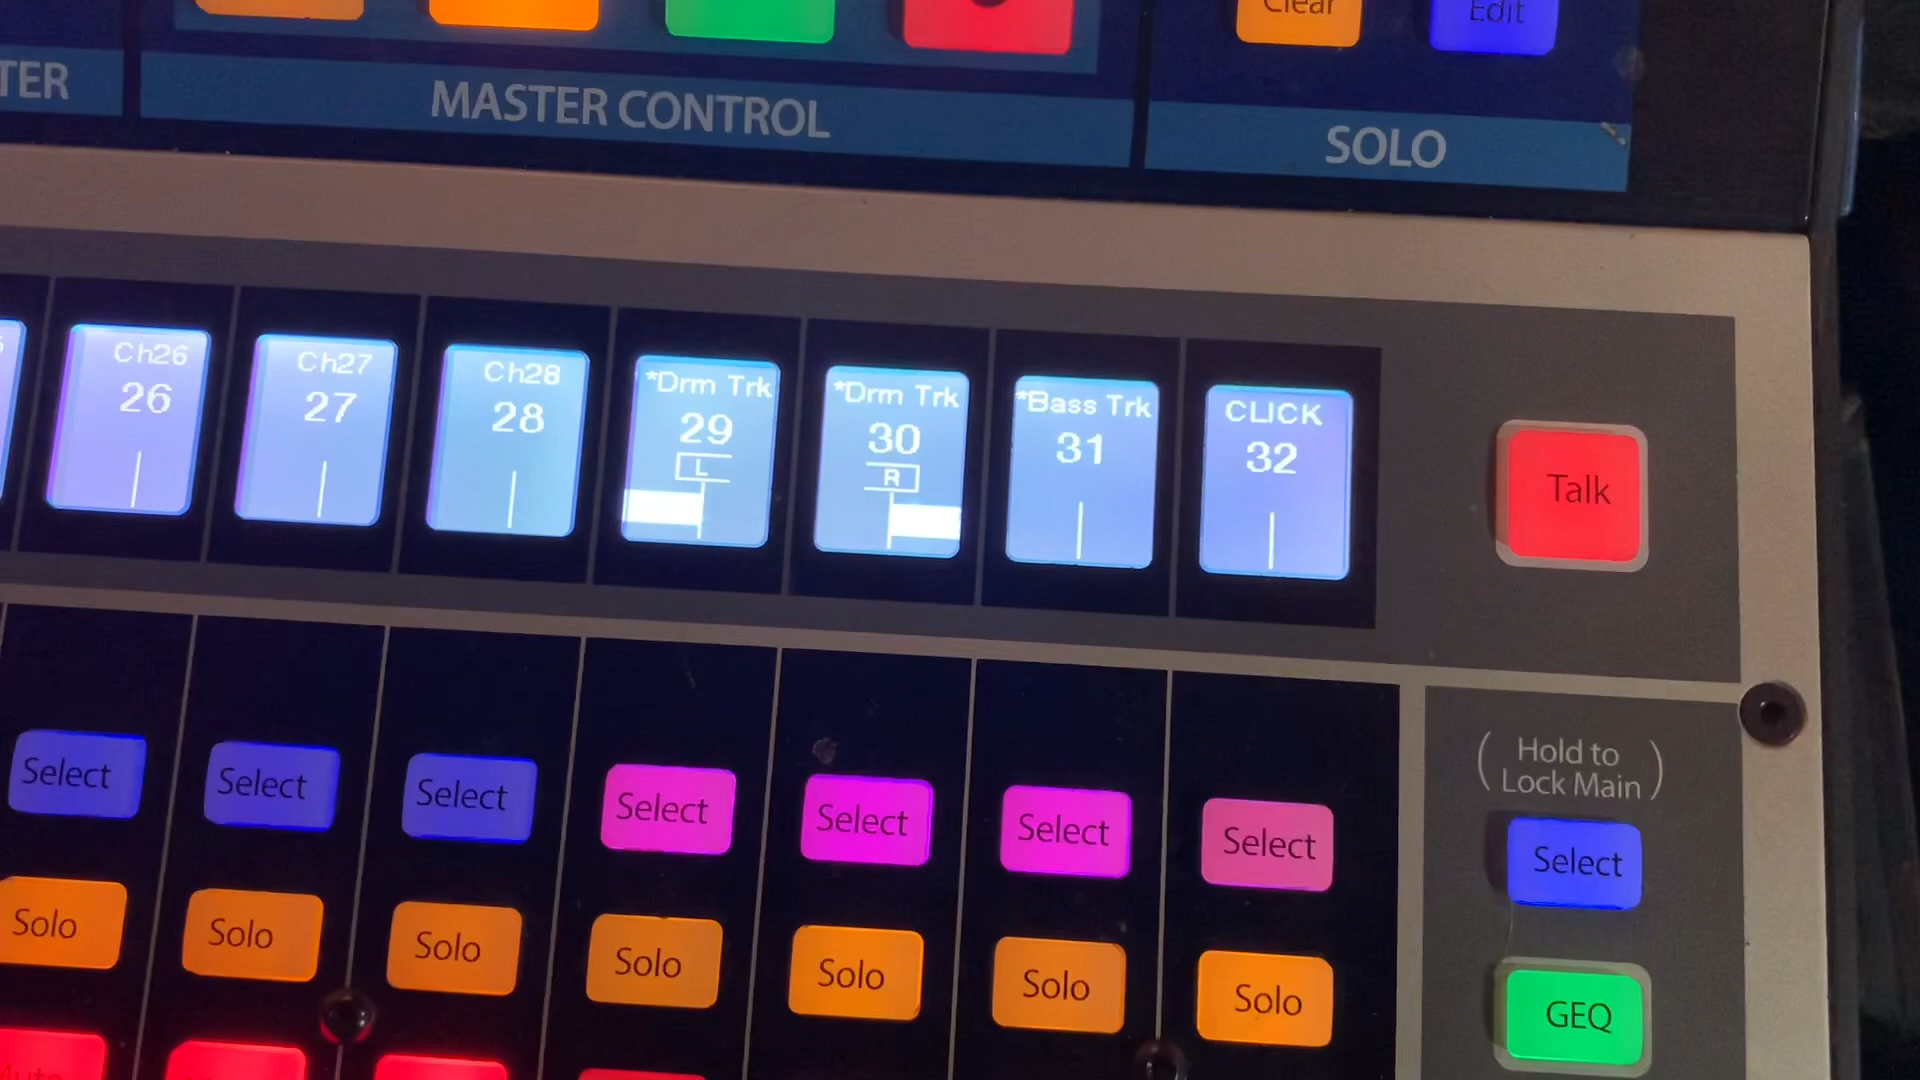 Clear
Edit
TER
MASTER CONTROL
SOLO
Ch26
26
Ch27
27
Ch28
28
*Drm Trk
29
L
*Drm Trk
30
R
*Bass Trk
31
CLICK
32
Talk
(Hold to
Lock Main)
Select
Select
Select
Select
Select
Select
Select
Select
Solo
Solo
Solo
Solo
Solo
Solo
Solo
GEQ
Mute